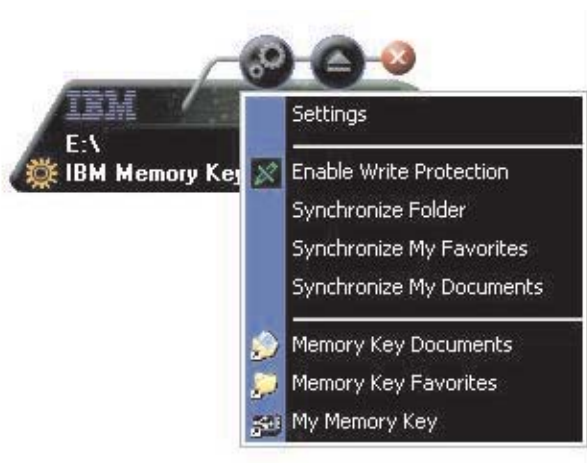 IBM
E:\
IBM Memory Key
Settings
Enable Write Protection
Synchronize Folder
Synchronize My Favorites
Synchronize My Documents
Memory Key Documents
Memory Key Favorites
My Memory Key